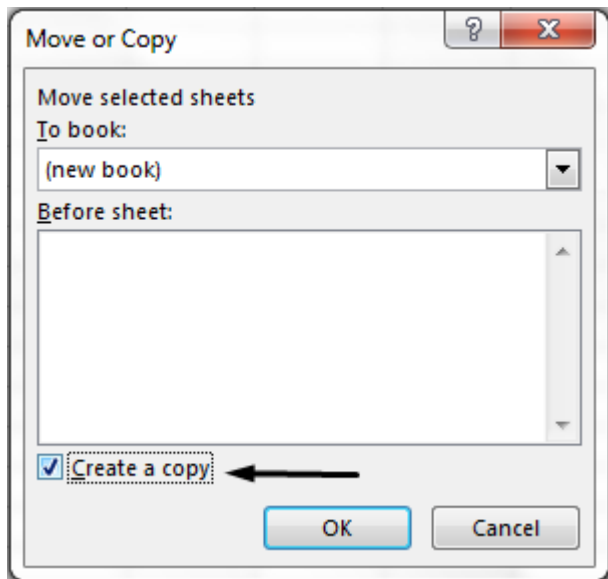 Move or Copy
?
Move selected sheets
To book:
(new book)
Before sheet:
Create a copy
OK
Cancel